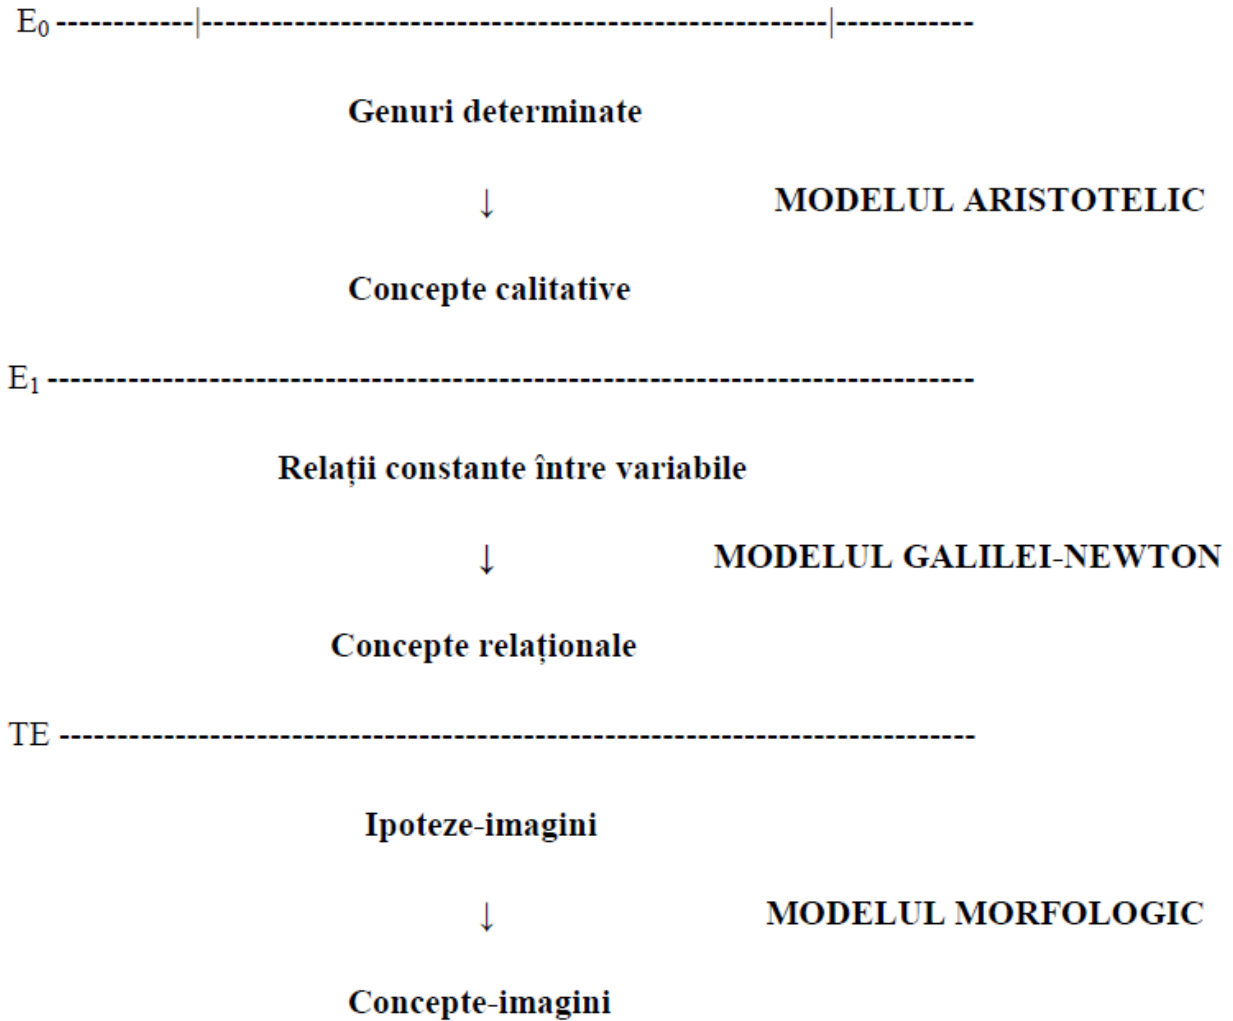 E₀ ------------|------------------------------------------------------|------------
Genuri determinate
↓ MODELUL ARISTOTELIC
Concepte calitative
E₁ --------------------------------------------------------------------------------
Relații constante între variabile
↓ MODELUL GALILEI-NEWTON
Concepte relaționale
TE -------------------------------------------------------------------------------
Ipoteze-imagini
↓ MODELUL MORFOLOGIC
Concepte-imagini